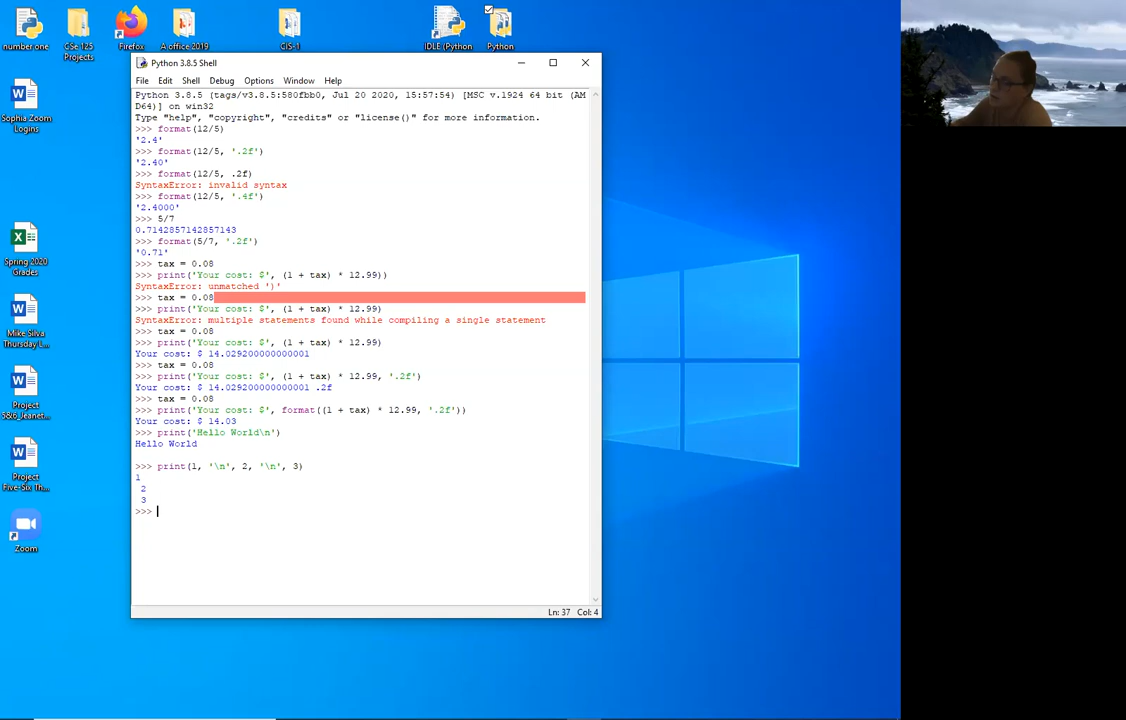 number one
CSe 125
Projects
Firefox
A office 2019
CIS-1
IDLE (Python
Python
Sophia Zoom
Logins
Spring 2020
Grades
Mike Sliva
Thursday L...
Project
5&6_Jeanet...
Project
Five-Six Th...
Zoom
Python 3.8.5 Shell
File Edit Shell Debug Options Window Help
Python 3.8.5 (tags/v3.8.5:580fbb0, Jul 20 2020, 15:57:54) [MSC v.1924 64 bit (AM
D64)] on win32
Type "help", "copyright", "credits" or "license()" for more information.
>>> format(12/5)
'2.4'
>>> format(12/5, '.2f')
'2.40'
>>> format(12/5, .2f)
SyntaxError: invalid syntax
>>> format(12/5, '.4f')
'2.4000'
>>> 5/7
0.7142857142857143
>>> format(5/7, '.2f')
'0.71'
>>> tax = 0.08
>>> print('Your cost: $', (1 + tax) * 12.99))
SyntaxError: unmatched ')'
>>> tax = 0.08
>>> print('Your cost: $', (1 + tax) * 12.99)
SyntaxError: multiple statements found while compiling a single statement
>>> tax = 0.08
>>> print('Your cost: $', (1 + tax) * 12.99)
Your cost: $ 14.029200000000001
>>> tax = 0.08
>>> print('Your cost: $', (1 + tax) * 12.99, '.2f')
Your cost: $ 14.029200000000001 .2f
>>> tax = 0.08
>>> print('Your cost: $', format((1 + tax) * 12.99, '.2f'))
Your cost: $ 14.03
>>> print('Hello World\n')
Hello World
>>> print(1, '\n', 2, '\n', 3)
1
2
3
>>>
Ln: 37 Col: 4